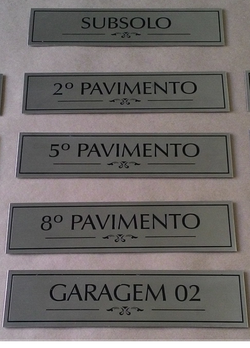 SUBSOLO
2º PAVIMENTO
5º PAVIMENTO
8º PAVIMENTO
GARAGEM 02